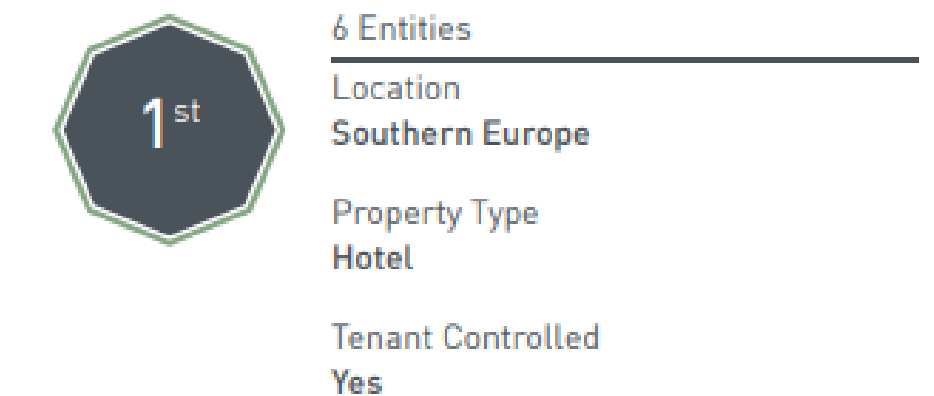 1st
6 Entities
Location
Southern Europe
Property Type
Hotel
Tenant Controlled
Yes